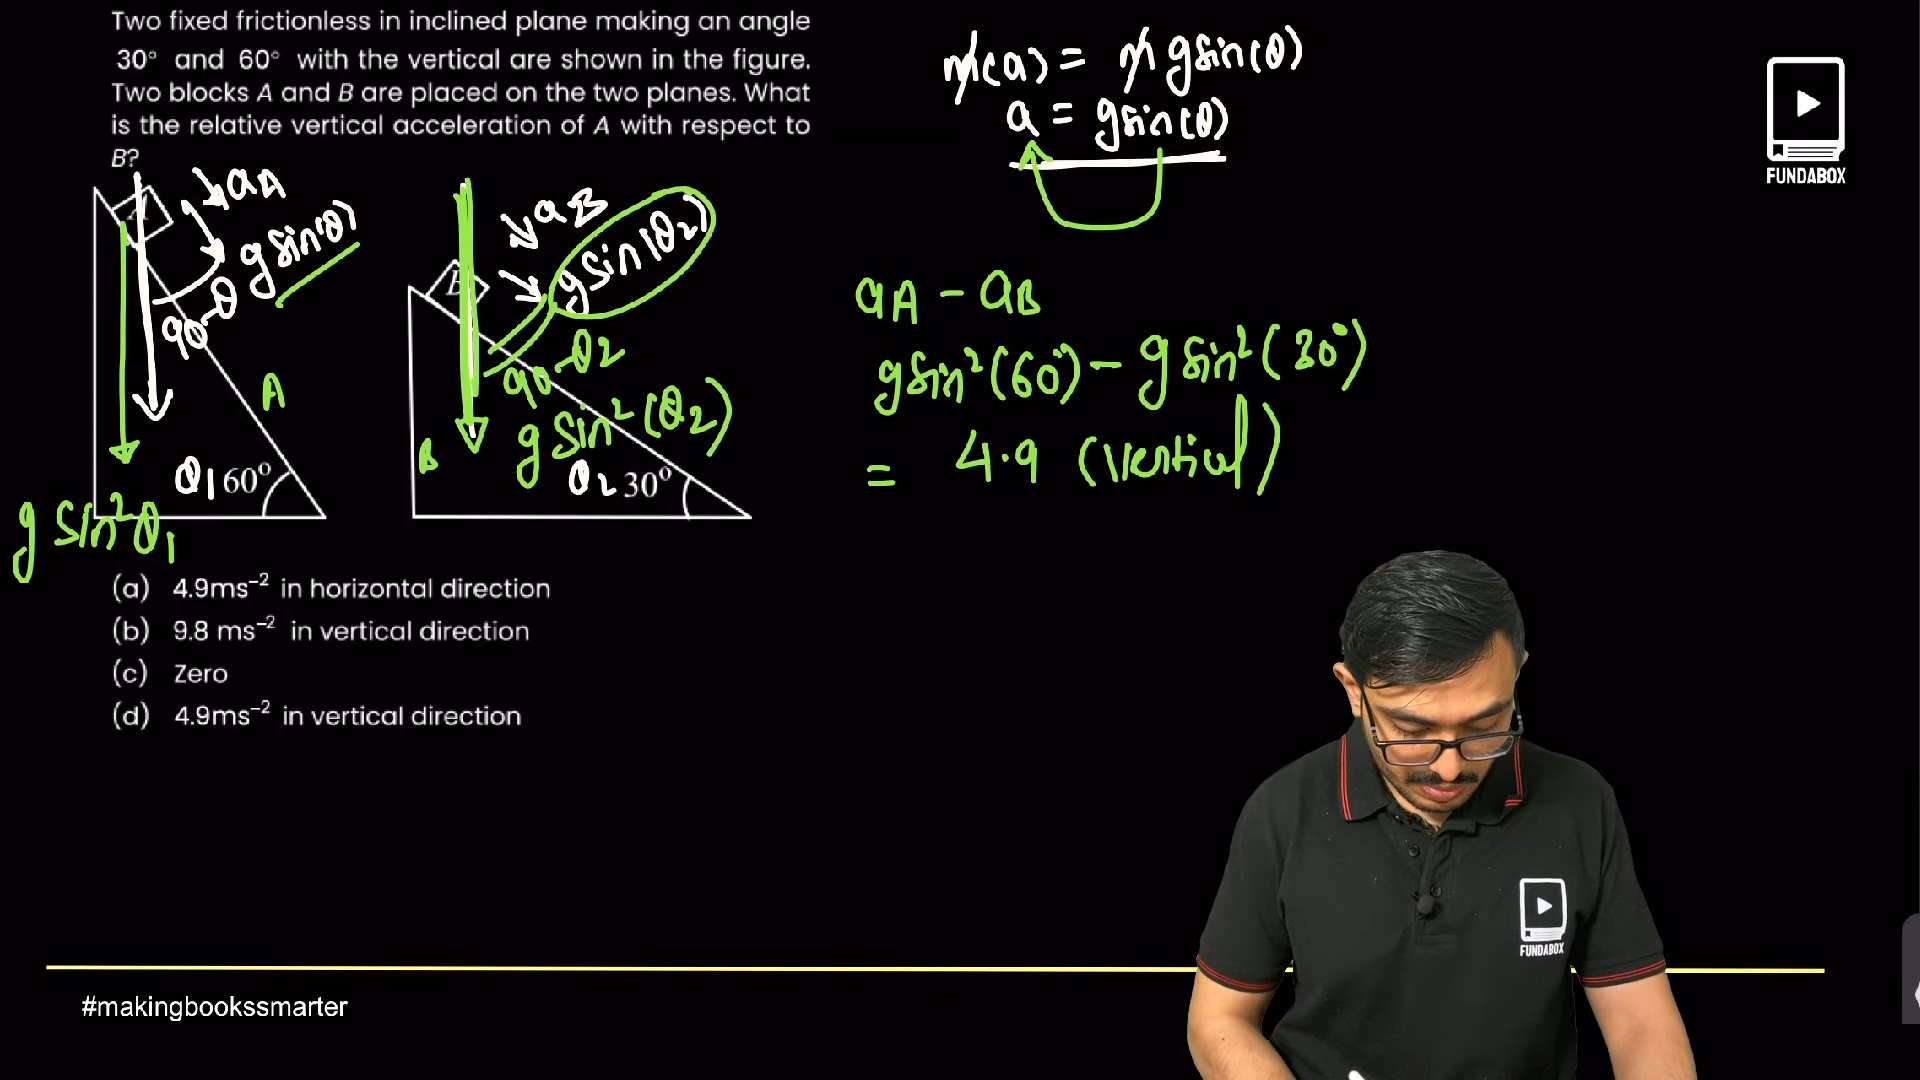 Two fixed frictionless in inclined plane making an angle
30° and 60° with the vertical are shown in the figure.
Two blocks A and B are placed on the two planes. What
is the relative vertical acceleration of A with respect to
B?
A
aA
g sin(θ)
90-θ
A
θ1 60°
g sin²θ1
B
aB
g sin(θ2)
90-θ2
g sin²(θ2)
B
θ2 30°
(a) 4.9ms⁻² in horizontal direction
(b) 9.8 ms⁻² in vertical direction
(c) Zero
(d) 4.9ms⁻² in vertical direction
m(a) = m g sin(θ)
a = g sin(θ)
aA - aB
g sin²(60°) - g sin²(30°)
= 4.9 (vertical)
FUNDABOX
FUNDABOX
#makingbookssmarter